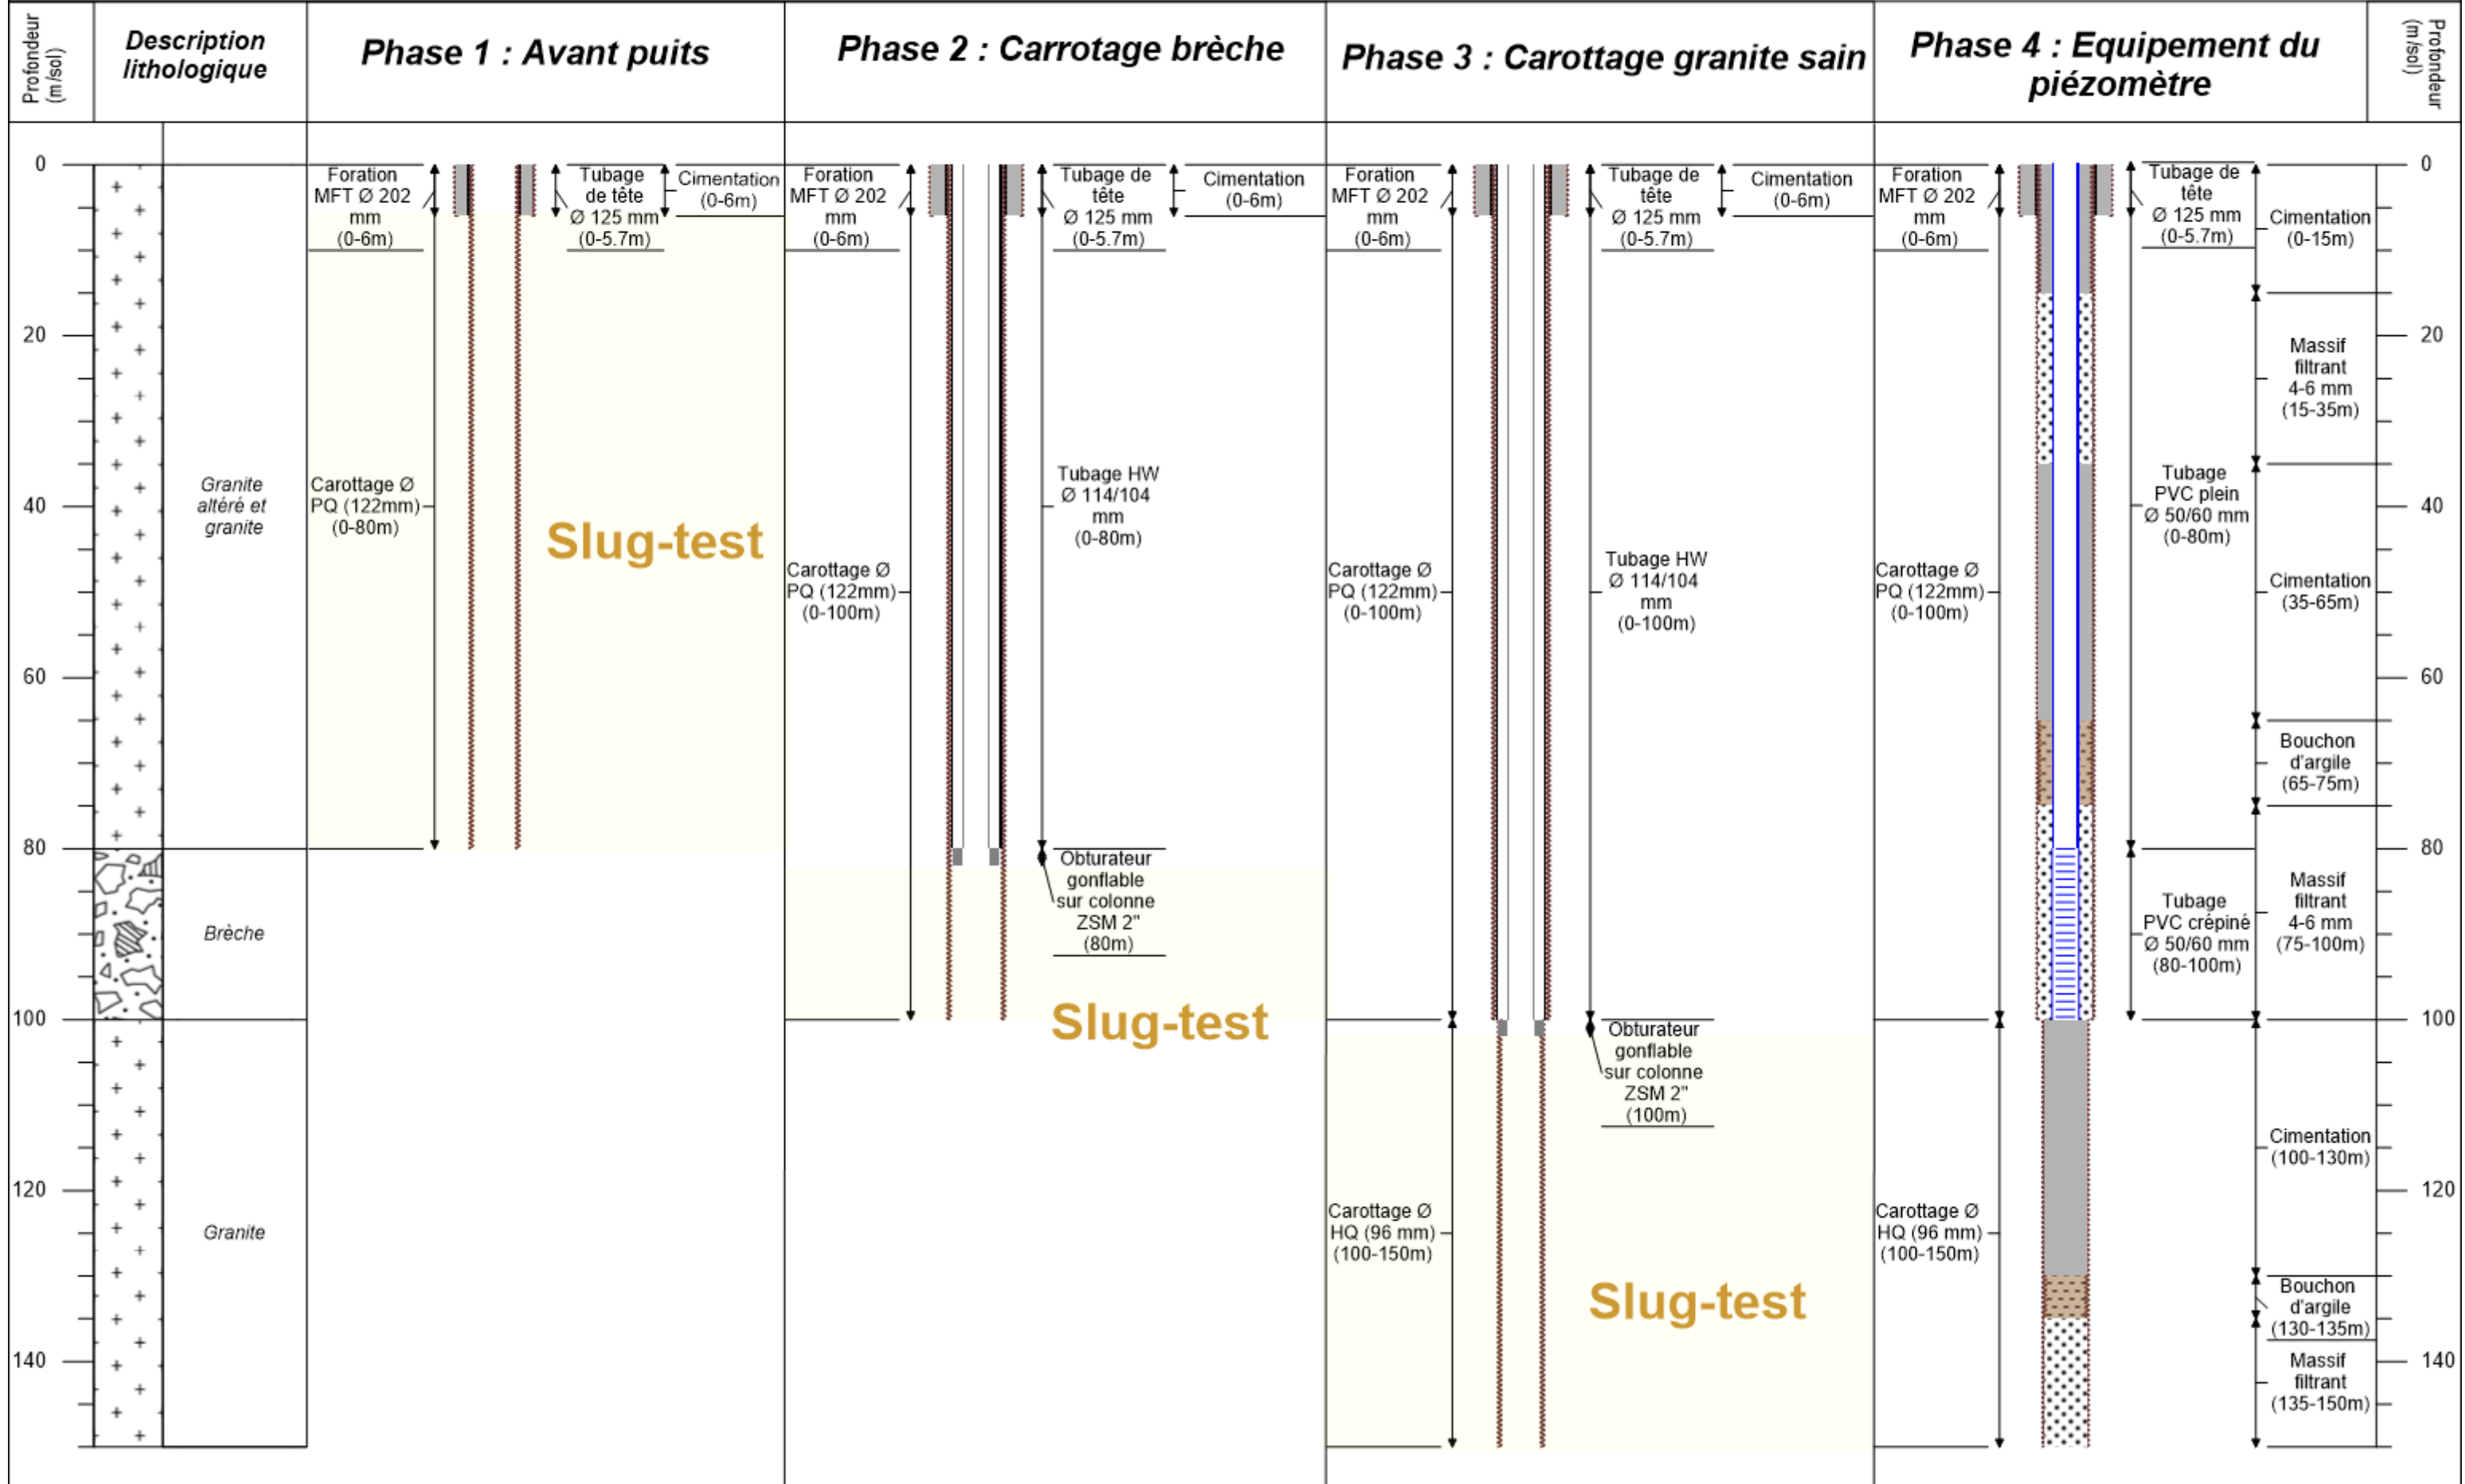 Profondeur
(m/sol)
Description
lithologique
Phase 1 : Avant puits
Phase 2 : Carrotage brèche
Phase 3 : Carottage granite sain
Phase 4 : Equipement du
piézomètre
Profondeur
(m/sol)
0
20
40
60
80
100
120
140
Granite
altéré et
granite
Brèche
Granite
Foration
MFT Ø 202
mm
(0-6m)
Tubage
de tête
Ø 125 mm
(0-5.7m)
Cimentation
(0-6m)
Carottage Ø
PQ (122mm)
(0-80m)
Slug-test
Foration
MFT Ø 202
mm
(0-6m)
Tubage de
tête
Ø 125 mm
(0-5.7m)
Cimentation
(0-6m)
Tubage HW
Ø 114/104
mm
(0-80m)
Carottage Ø
PQ (122mm)
(0-100m)
Obturateur
gonflable
sur colonne
ZSM 2"
(80m)
Slug-test
Foration
MFT Ø 202
mm
(0-6m)
Tubage de
tête
Ø 125 mm
(0-5.7m)
Cimentation
(0-6m)
Carottage Ø
PQ (122mm)
(0-100m)
Tubage HW
Ø 114/104
mm
(0-100m)
Obturateur
gonflable
sur colonne
ZSM 2"
(100m)
Carottage Ø
HQ (96 mm)
(100-150m)
Slug-test
Foration
MFT Ø 202
mm
(0-6m)
Tubage de
tête
Ø 125 mm
(0-5.7m)
Cimentation
(0-15m)
Massif
filtrant
4-6 mm
(15-35m)
Tubage
PVC plein
Ø 50/60 mm
(0-80m)
Carottage Ø
PQ (122mm)
(0-100m)
Cimentation
(35-65m)
Bouchon
d'argile
(65-75m)
Massif
filtrant
4-6 mm
(75-100m)
Tubage
PVC crépiné
Ø 50/60 mm
(80-100m)
Cimentation
(100-130m)
Carottage Ø
HQ (96 mm)
(100-150m)
Bouchon
d'argile
(130-135m)
Massif
filtrant
(135-150m)
0
20
40
60
80
100
120
140